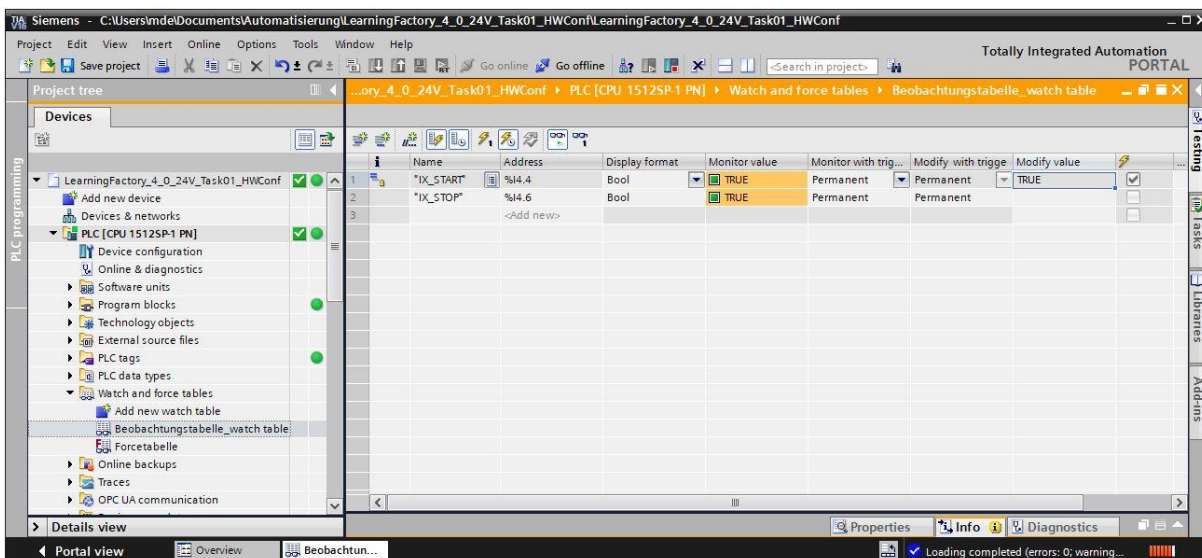 Siemens - C:\Users\mde\Documents\Automatisierung\LearningFactory_4_0_24V_Task01_HWConf\LearningFactory_4_0_24V_Task01_HWConf
Project Edit View Insert Online Options Tools Window Help
Totally Integrated Automation
PORTAL
Save project Go online Go offline <Search in project>
Project tree
...ory_4_0_24V_Task01_HWConf PLC [CPU 1512SP-1 PN] Watch and force tables Beobachtungstabelle_watch table
Devices
i Name Address Display format Monitor value Monitor with trig... Modify with trigge Modify value ...
1 "IX_START" %I4.4 Bool TRUE Permanent Permanent TRUE
2 "IX_STOP" %I4.6 Bool TRUE Permanent Permanent
3 <Add new>
LearningFactory_4_0_24V_Task01_HWConf
Add new device
Devices & networks
PLC [CPU 1512SP-1 PN]
Device configuration
Online & diagnostics
Software units
Program blocks
Technology objects
External source files
PLC tags
PLC data types
Watch and force tables
Add new watch table
Beobachtungstabelle_watch table
Forcetabelle
Online backups
Traces
OPC UA communication
PLC programming
Testing
Tasks
Libraries
Add-ins
Details view
Properties Info Diagnostics
Portal view Overview Beobachtun... Loading completed (errors: 0; warning...